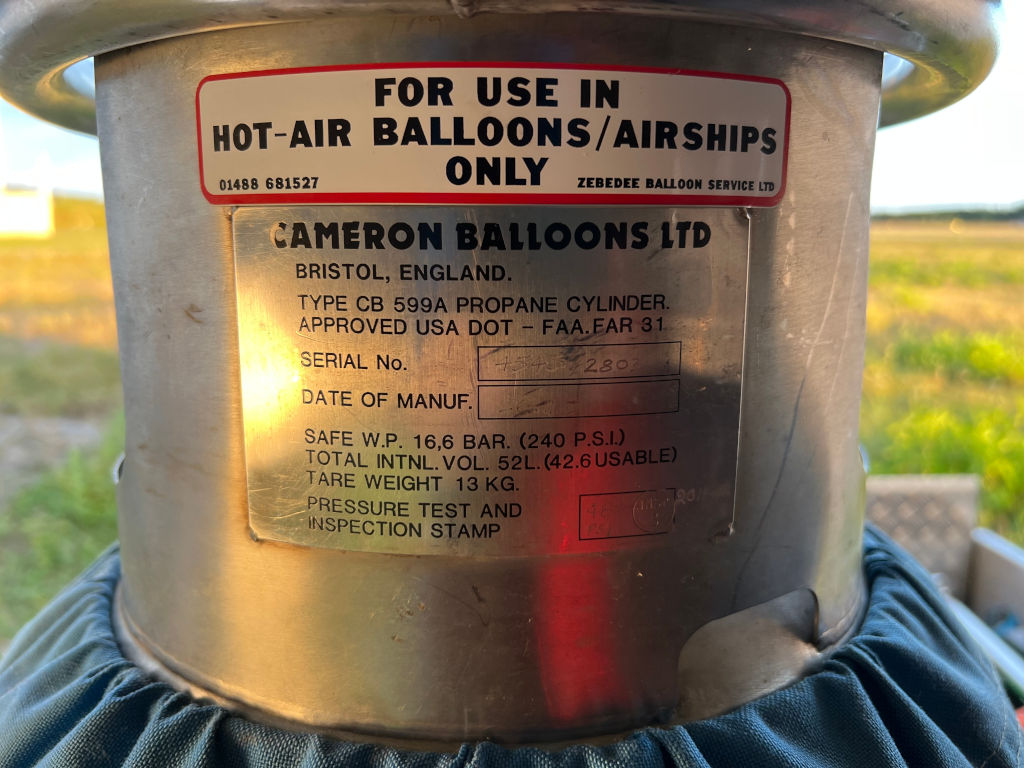 FOR USE IN
HOT-AIR BALLOONS/AIRSHIPS
ONLY
01488 681527 ZEBEDEE BALLOON SERVICE LTD
CAMERON BALLOONS LTD
BRISTOL, ENGLAND.
TYPE CB 599A PROPANE CYLINDER.
APPROVED USA DOT - FAA.FAR 31
SERIAL No.
DATE OF MANUF.
SAFE W.P. 16,6 BAR. (240 P.S.I.)
TOTAL INTNL. VOL. 52L. (42.6 USABLE)
TARE WEIGHT 13 KG.
PRESSURE TEST AND
INSPECTION STAMP